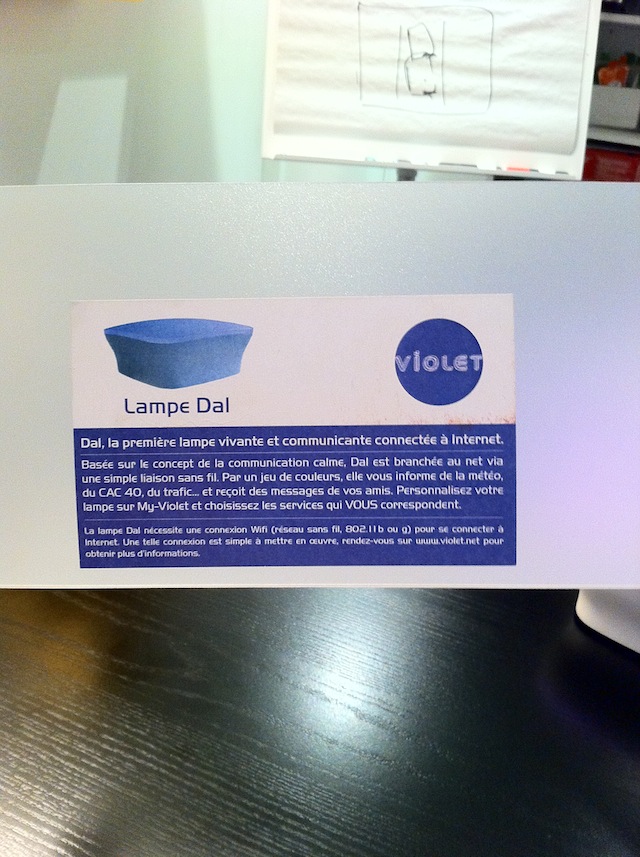 VIOLET
Lampe Dal
Dal, la première lampe vivante et communicante connectée à Internet.
Basée sur le concept de la communication calme, Dal est branchée au net via
une simple liaison sans fil. Par un jeu de couleurs, elle vous informe de la météo,
du CAC 40, du trafic... et reçoit des messages de vos amis. Personnalisez votre
lampe sur My-Violet et choisissez les services qui VOUS correspondent.
La lampe Dal nécessite une connexion Wifi (réseau sans fil, 802.11b ou g) pour se connecter à
Internet. Une telle connexion est simple à mettre en œuvre, rendez-vous sur www.violet.net pour
obtenir plus d'informations.